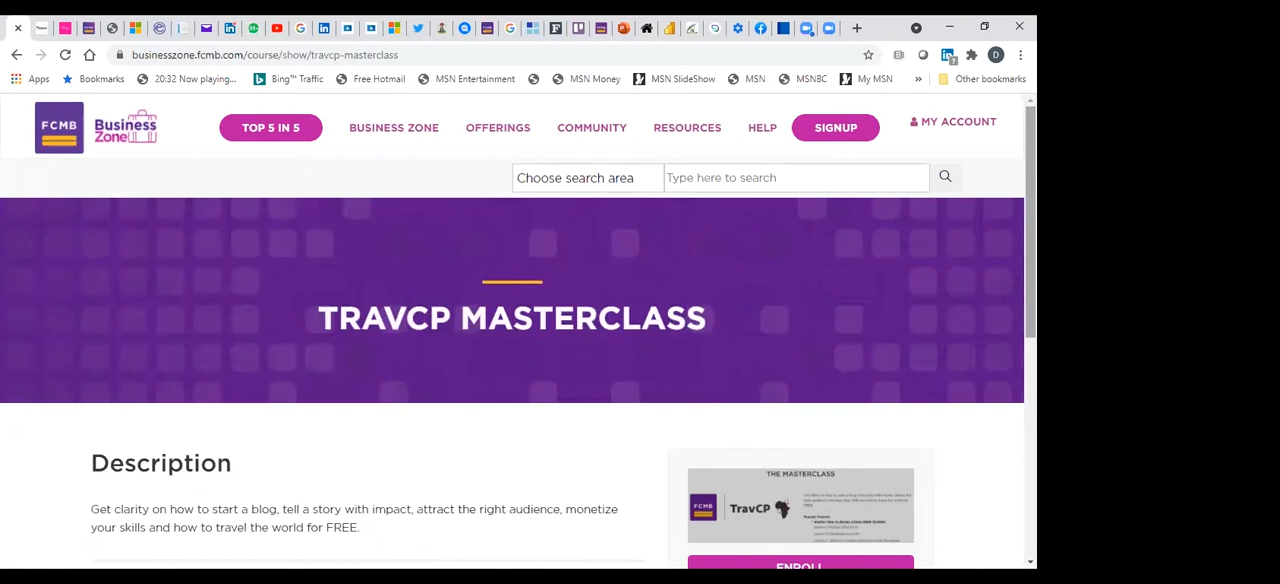 businesszone.fcmb.com/course/show/travcp-masterclass
Apps Bookmarks 20:32 Now playing... Bing™ Traffic Free Hotmail MSN Entertainment MSN Money MSN SlideShow MSN MSNBC My MSN » Other bookmarks
FCMB Business Zone TOP 5 IN 5 BUSINESS ZONE OFFERINGS COMMUNITY RESOURCES HELP SIGNUP MY ACCOUNT
Choose search area Type here to search
TRAVCP MASTERCLASS
Description
Get clarity on how to start a blog, tell a story with impact, attract the right audience, monetize
your skills and how to travel the world for FREE.
THE MASTERCLASS
FCMB TravCP
ENROLL